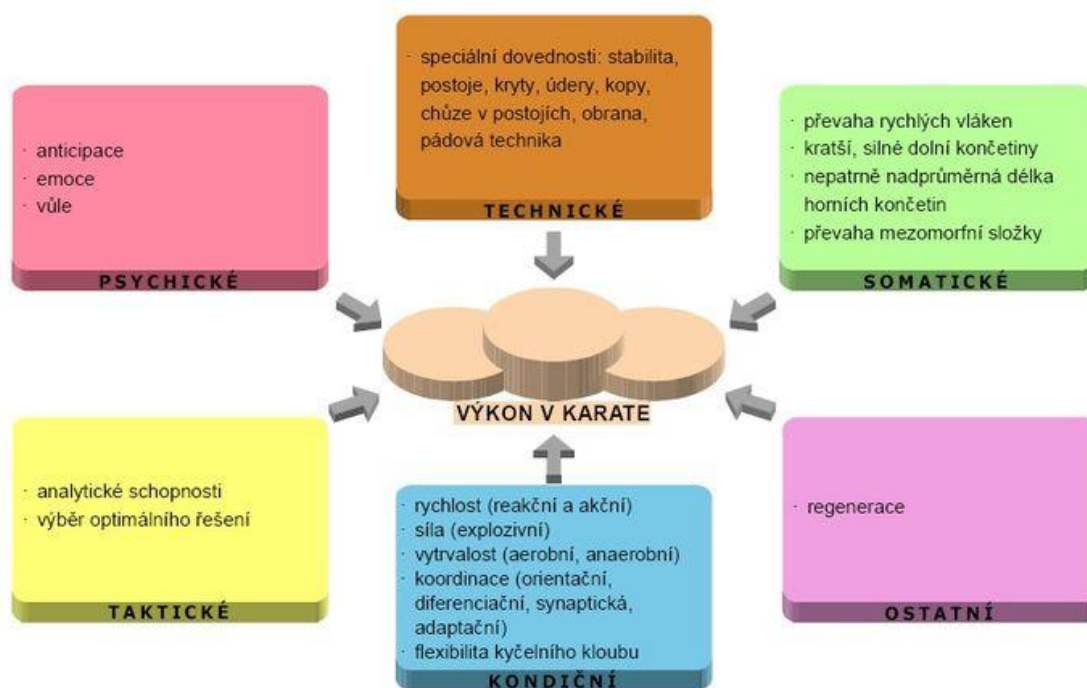 · speciální dovednosti: stabilita,
postoje, kryty, údery, kopy,
chůze v postojích, obrana,
pádová technika
TECHNICKÉ
· anticipace
· emoce
· vůle
PSYCHICKÉ
· převaha rychlých vláken
· kratší, silné dolní končetiny
· nepatrně nadprůměrná délka
horních končetin
· převaha mezomorfní složky
SOMATICKÉ
VÝKON V KARATE
· analytické schopnosti
· výběr optimálního řešení
TAKTICKÉ
· rychlost (reakční a akční)
· síla (explozivní)
· vytrvalost (aerobní, anaerobní)
· koordinace (orientační,
diferenciační, synaptická,
adaptační)
· flexibilita kyčelního kloubu
KONDIČNÍ
· regenerace
OSTATNÍ